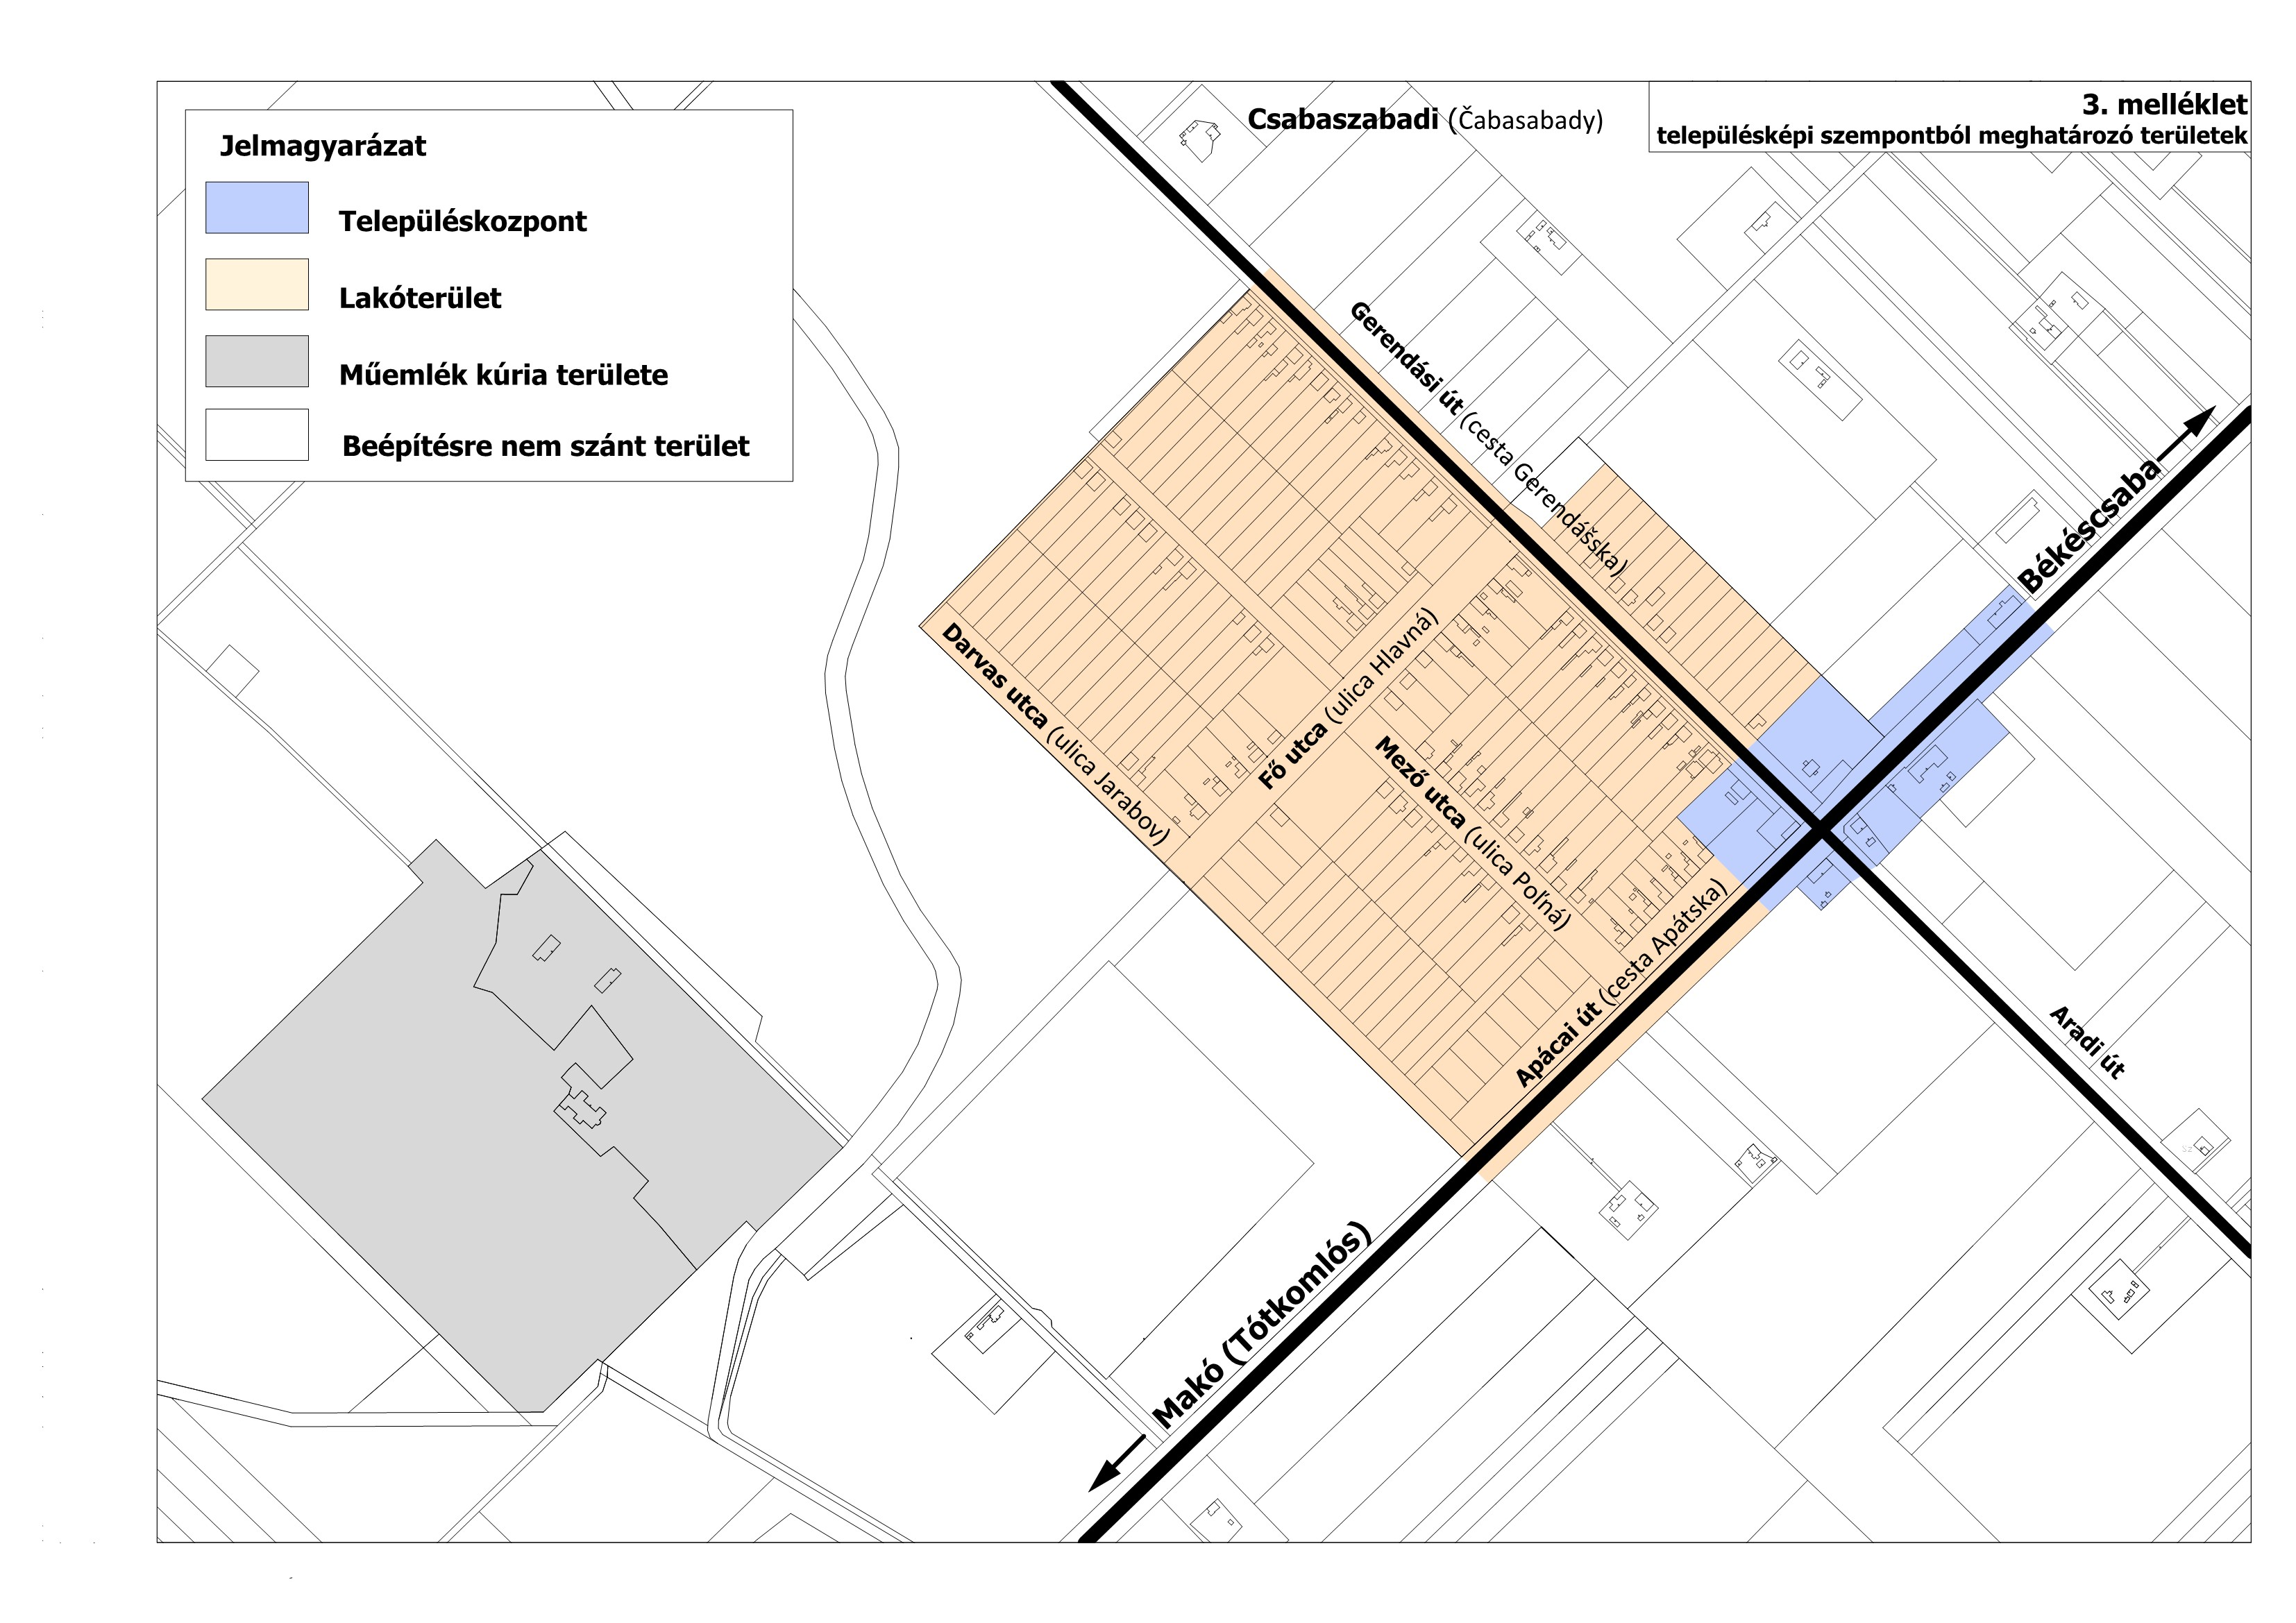 3. melléklet
településképi szempontból meghatározó területek
Csabaszabadi (Čabasabady)
Jelmagyarázat
Településkozpont
Lakóterület
Műemlék kúria területe
Beépítésre nem szánt terület
Gerendási út (cesta Gerendášska)
Békéscsaba
Darvas utca (ulica Jarabov)
Fő utca (ulica Hlavná)
Mező utca (ulica Poľná)
Apácai út (cesta Apátska)
Aradi út
Makó (Tótkomlós)